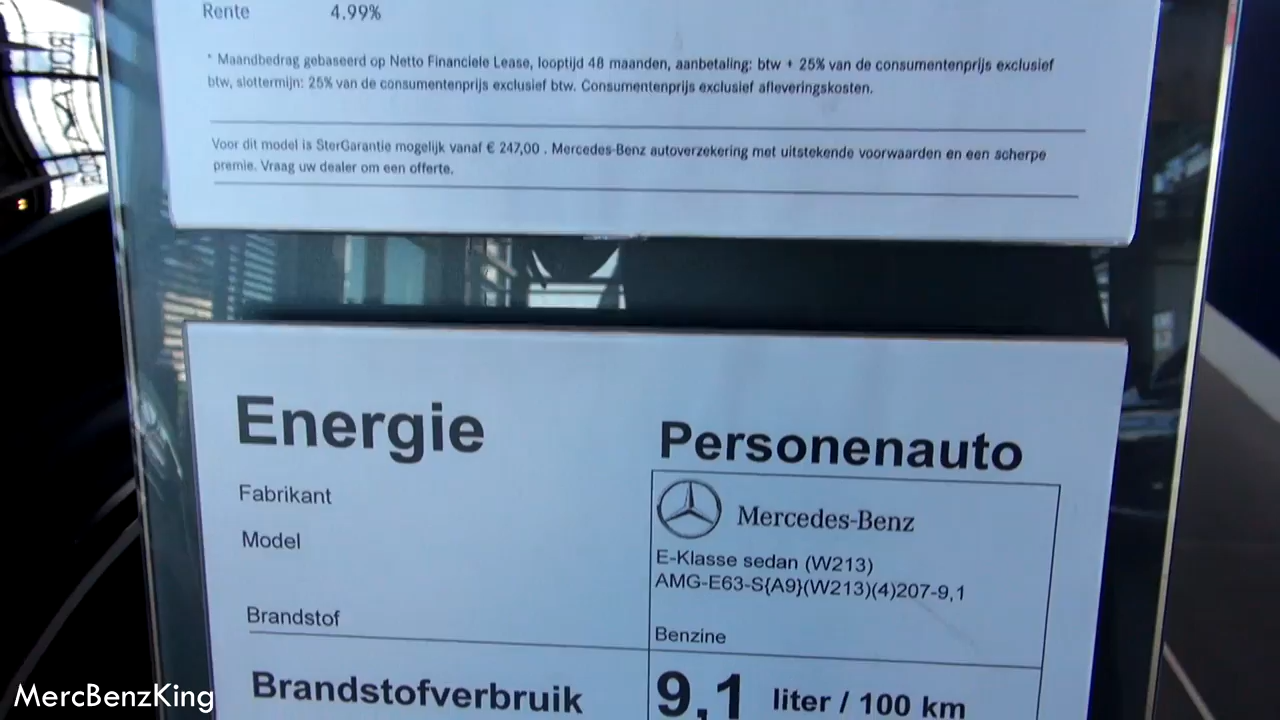 Rente 4.99%
* Maandbedrag gebaseerd op Netto Financiele Lease, looptijd 48 maanden, aanbetaling: btw + 25% van de consumentenprijs exclusief
btw, slottermijn: 25% van de consumentenprijs exclusief btw. Consumentenprijs exclusief afleveringskosten.
Voor dit model is SterGarantie mogelijk vanaf € 247,00 . Mercedes-Benz autoverzekering met uitstekende voorwaarden en een scherpe
premie. Vraag uw dealer om een offerte.
Energie Personenauto
Fabrikant Mercedes-Benz
Model E-Klasse sedan (W213)
AMG-E63-S{A9}(W213)(4)207-9,1
Brandstof Benzine
Brandstofverbruik 9,1 liter / 100 km
MercBenzKing